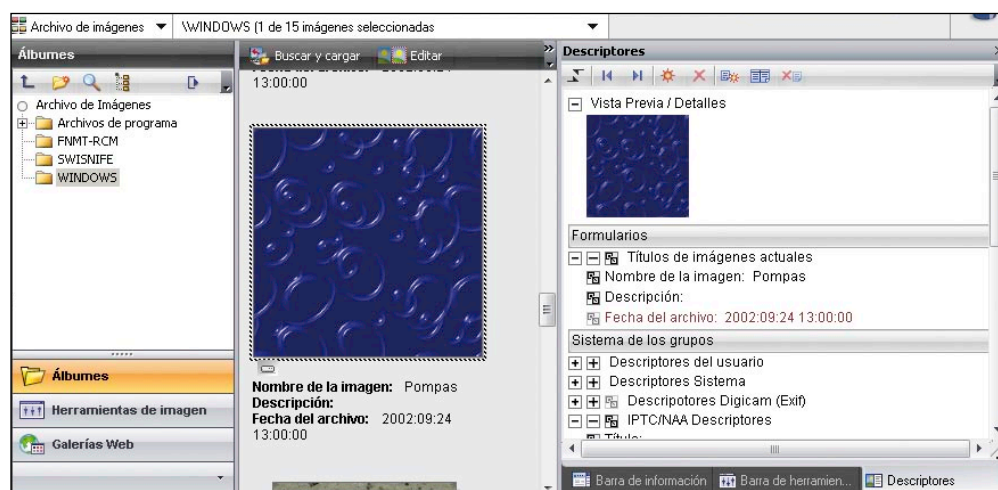 Archivo de imágenes
\WINDOWS (1 de 15 imágenes seleccionadas
Álbumes
Archivo de Imágenes
Archivos de programa
FNMT-RCM
SWISNIFE
WINDOWS
Álbumes
Herramientas de imagen
Galerías Web
Buscar y cargar
Editar
13:00:00
Nombre de la imagen: Pompas
Descripción:
Fecha del archivo: 2002:09:24
13:00:00
Descriptores
Vista Previa / Detalles
Formularios
Títulos de imágenes actuales
Nombre de la imagen: Pompas
Descripción:
Fecha del archivo: 2002:09:24 13:00:00
Sistema de los grupos
Descriptores del usuario
Descriptores Sistema
Descripotores Digicam (Exif)
IPTC/NAA Descriptores
Título:
Barra de información
Barra de herramien...
Descriptores